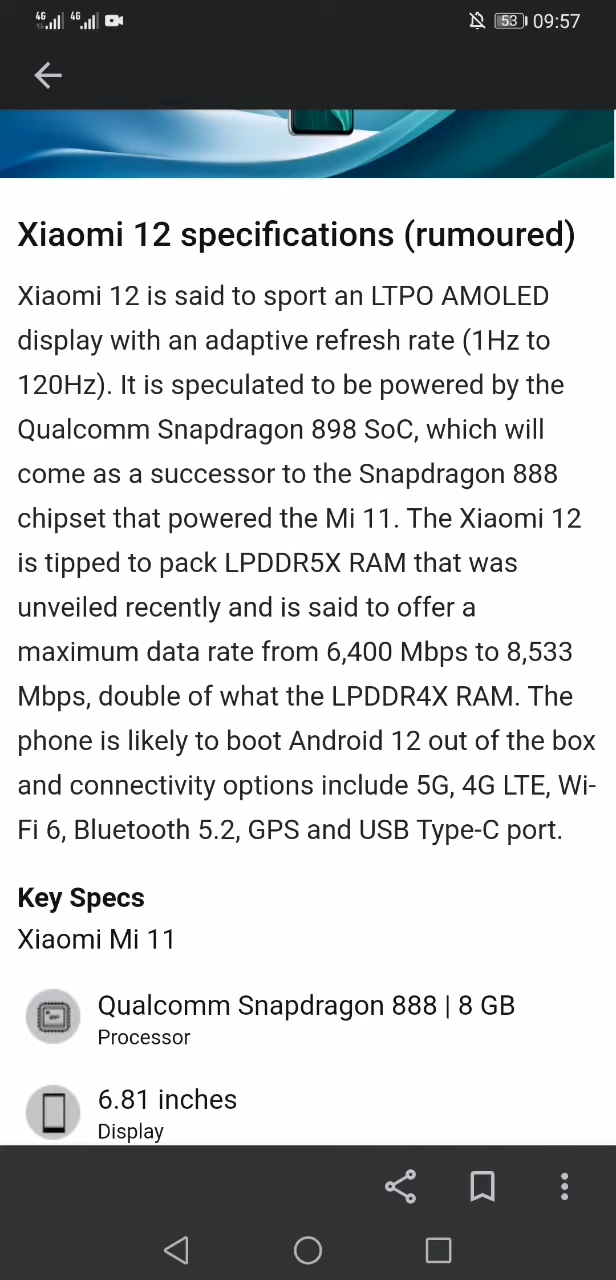 4G 4G 53 09:57
Xiaomi 12 specifications (rumoured)
Xiaomi 12 is said to sport an LTPO AMOLED
display with an adaptive refresh rate (1Hz to
120Hz). It is speculated to be powered by the
Qualcomm Snapdragon 898 SoC, which will
come as a successor to the Snapdragon 888
chipset that powered the Mi 11. The Xiaomi 12
is tipped to pack LPDDR5X RAM that was
unveiled recently and is said to offer a
maximum data rate from 6,400 Mbps to 8,533
Mbps, double of what the LPDDR4X RAM. The
phone is likely to boot Android 12 out of the box
and connectivity options include 5G, 4G LTE, Wi-
Fi 6, Bluetooth 5.2, GPS and USB Type-C port.
Key Specs
Xiaomi Mi 11
Qualcomm Snapdragon 888 | 8 GB
Processor
6.81 inches
Display